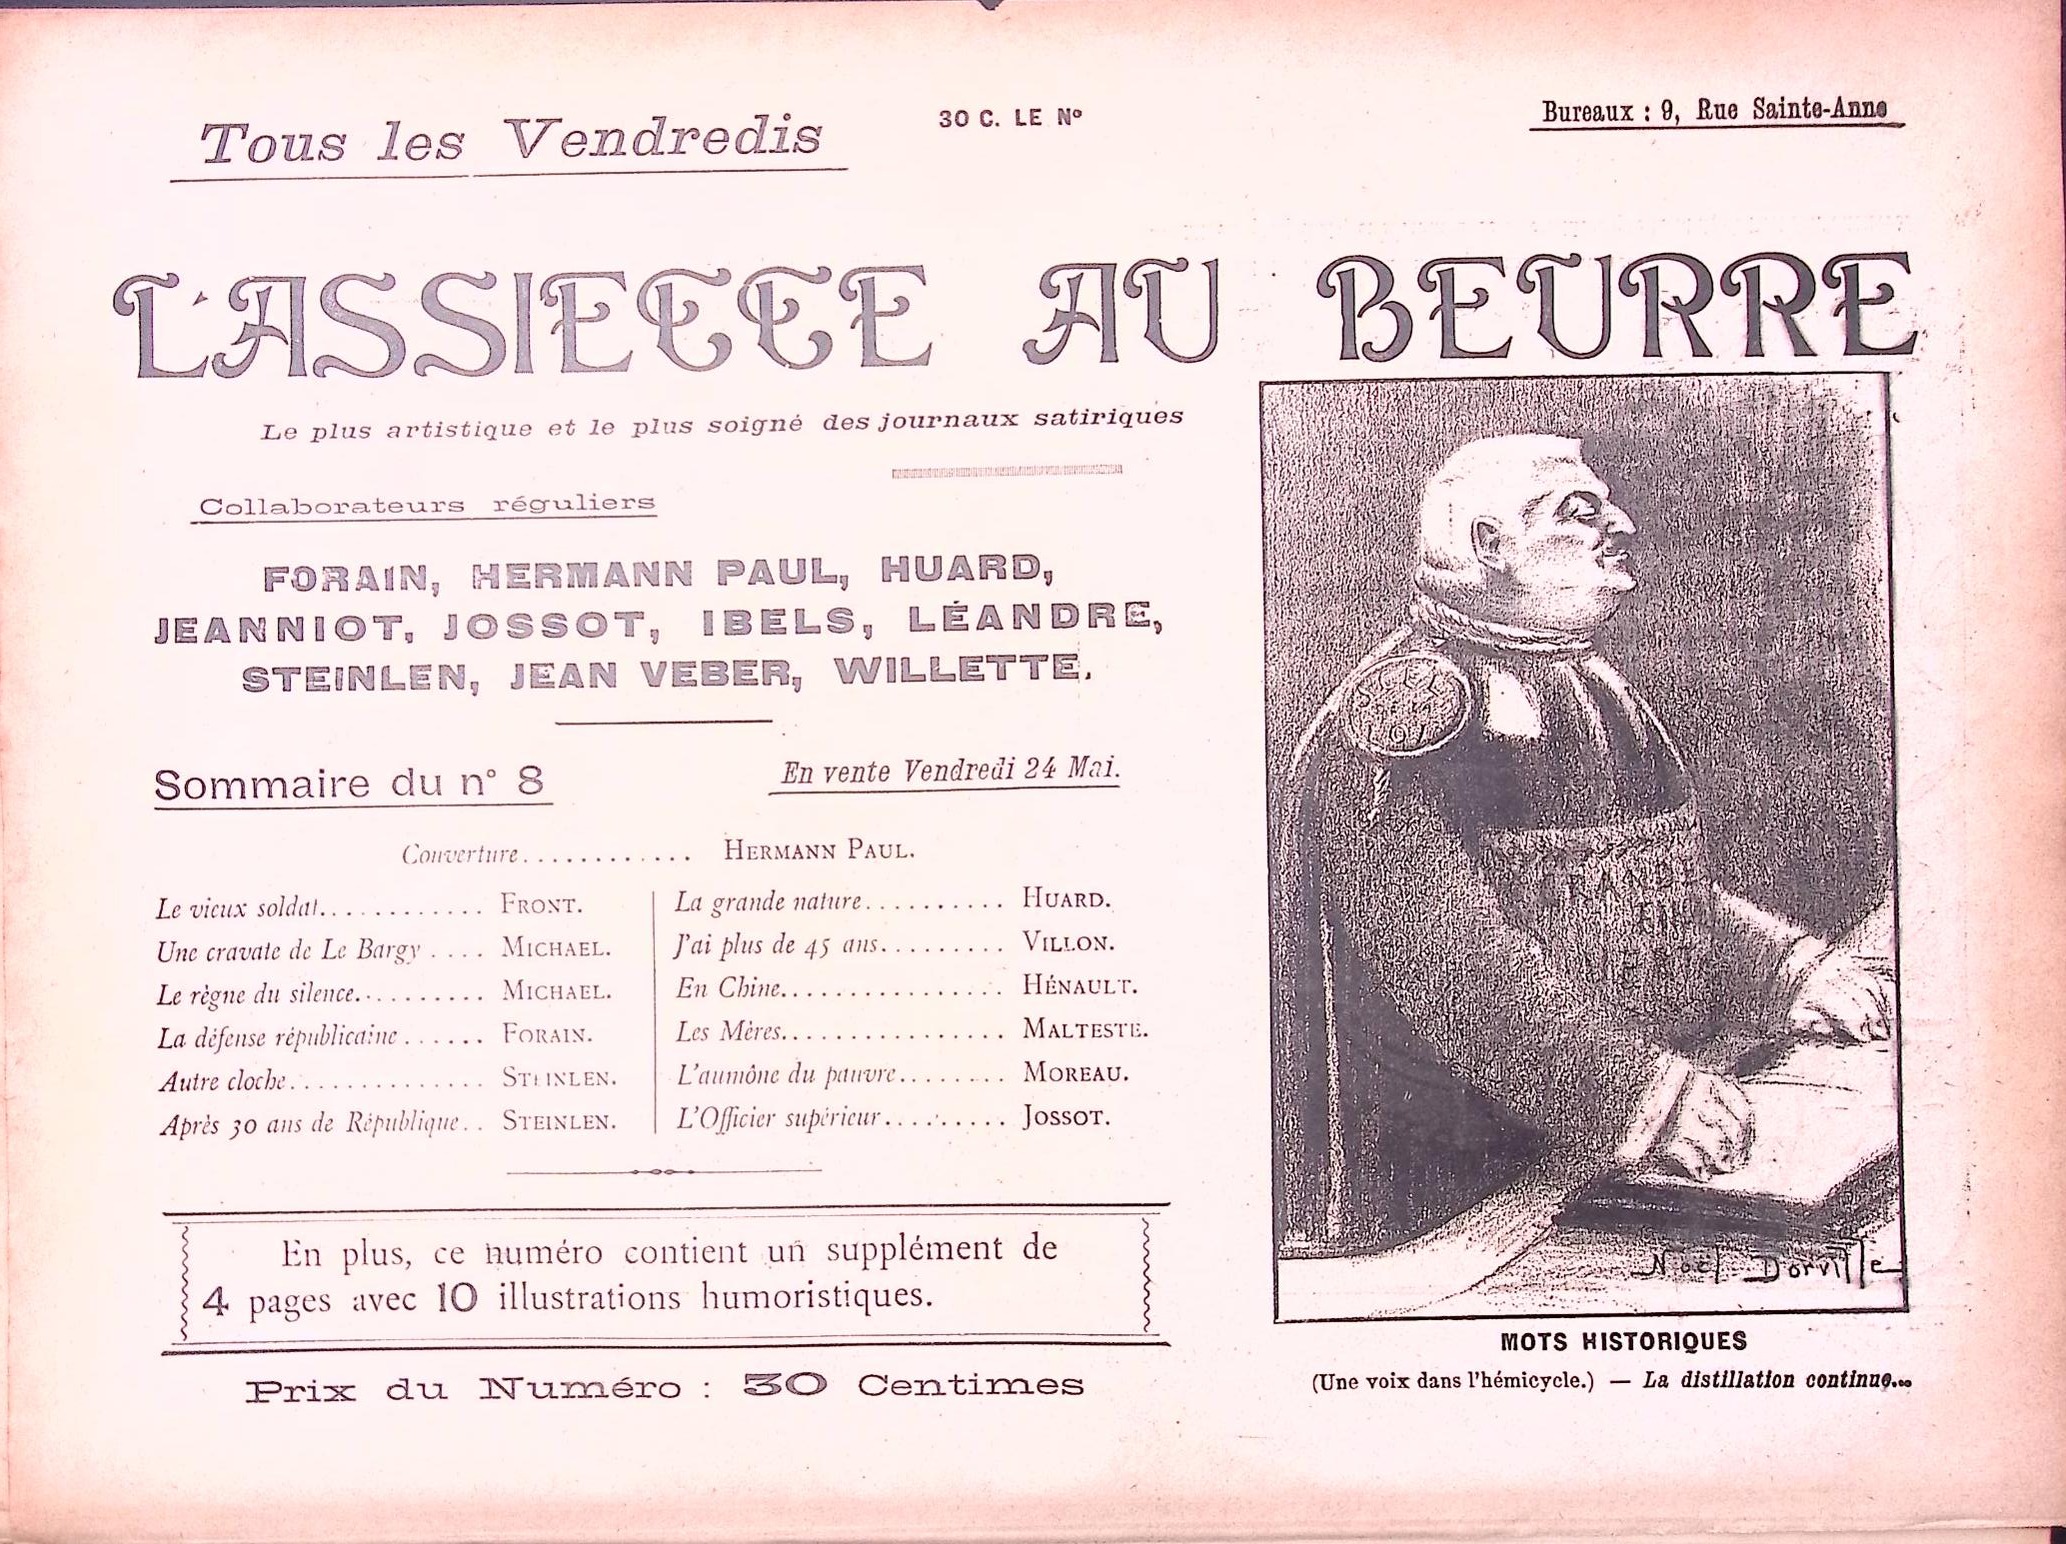 Tous les Vendredis
30 C. LE Nº
Bureaux : 9, Rue Sainte-Anne
L'ASSIETTE AU BEURRE
Le plus artistique et le plus soigné des journaux satiriques
Collaborateurs réguliers
FORAIN, HERMANN PAUL, HUARD,
JEANNIOT, JOSSOT, IBELS, LÉANDRE,
STEINLEN, JEAN VEBER, WILLETTE.
Sommaire du n° 8
En vente Vendredi 24 Mai.
Couverture............ HERMANN PAUL.
Le vieux soldat............. FRONT.
Une cravate de Le Bargy .... MICHAEL.
Le règne du silence........... MICHAEL.
La défense républicaine ...... FORAIN.
Autre cloche.............. STEINLEN.
Après 30 ans de République.. STEINLEN.
La grande nature.......... HUARD.
J'ai plus de 45 ans......... VILLON.
En Chine................ HÉNAULT.
Les Mères................ MALTESTE.
L'aumône du pauvre........ MOREAU.
L'Officier supérieur......... JOSSOT.
En plus, ce numéro contient un supplément de
4 pages avec 10 illustrations humoristiques.
Prix du Numéro : 30 Centimes
Noël Dorville
MOTS HISTORIQUES
(Une voix dans l'hémicycle.) — La distillation continue...